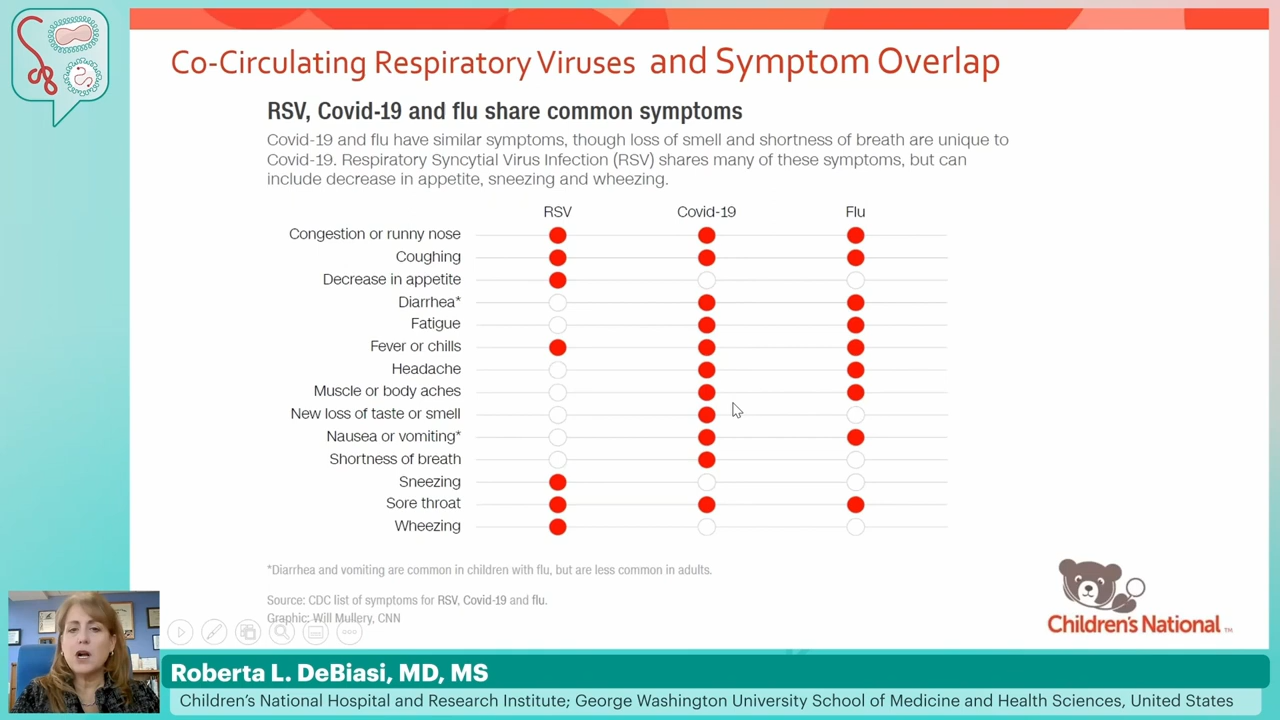 Co-Circulating Respiratory Viruses and Symptom Overlap
RSV, Covid-19 and flu share common symptoms
Covid-19 and flu have similar symptoms, though loss of smell and shortness of breath are unique to
Covid-19. Respiratory Syncytial Virus Infection (RSV) shares many of these symptoms, but can
include decrease in appetite, sneezing and wheezing.
RSV Covid-19 Flu
Congestion or runny nose
Coughing
Decrease in appetite
Diarrhea*
Fatigue
Fever or chills
Headache
Muscle or body aches
New loss of taste or smell
Nausea or vomiting*
Shortness of breath
Sneezing
Sore throat
Wheezing
*Diarrhea and vomiting are common in children with flu, but are less common in adults.
Source: CDC list of symptoms for RSV, Covid-19 and flu.
Graphic: Will Mullery, CNN
Children's National ™
Roberta L. DeBiasi, MD, MS
Children's National Hospital and Research Institute; George Washington University School of Medicine and Health Sciences, United States